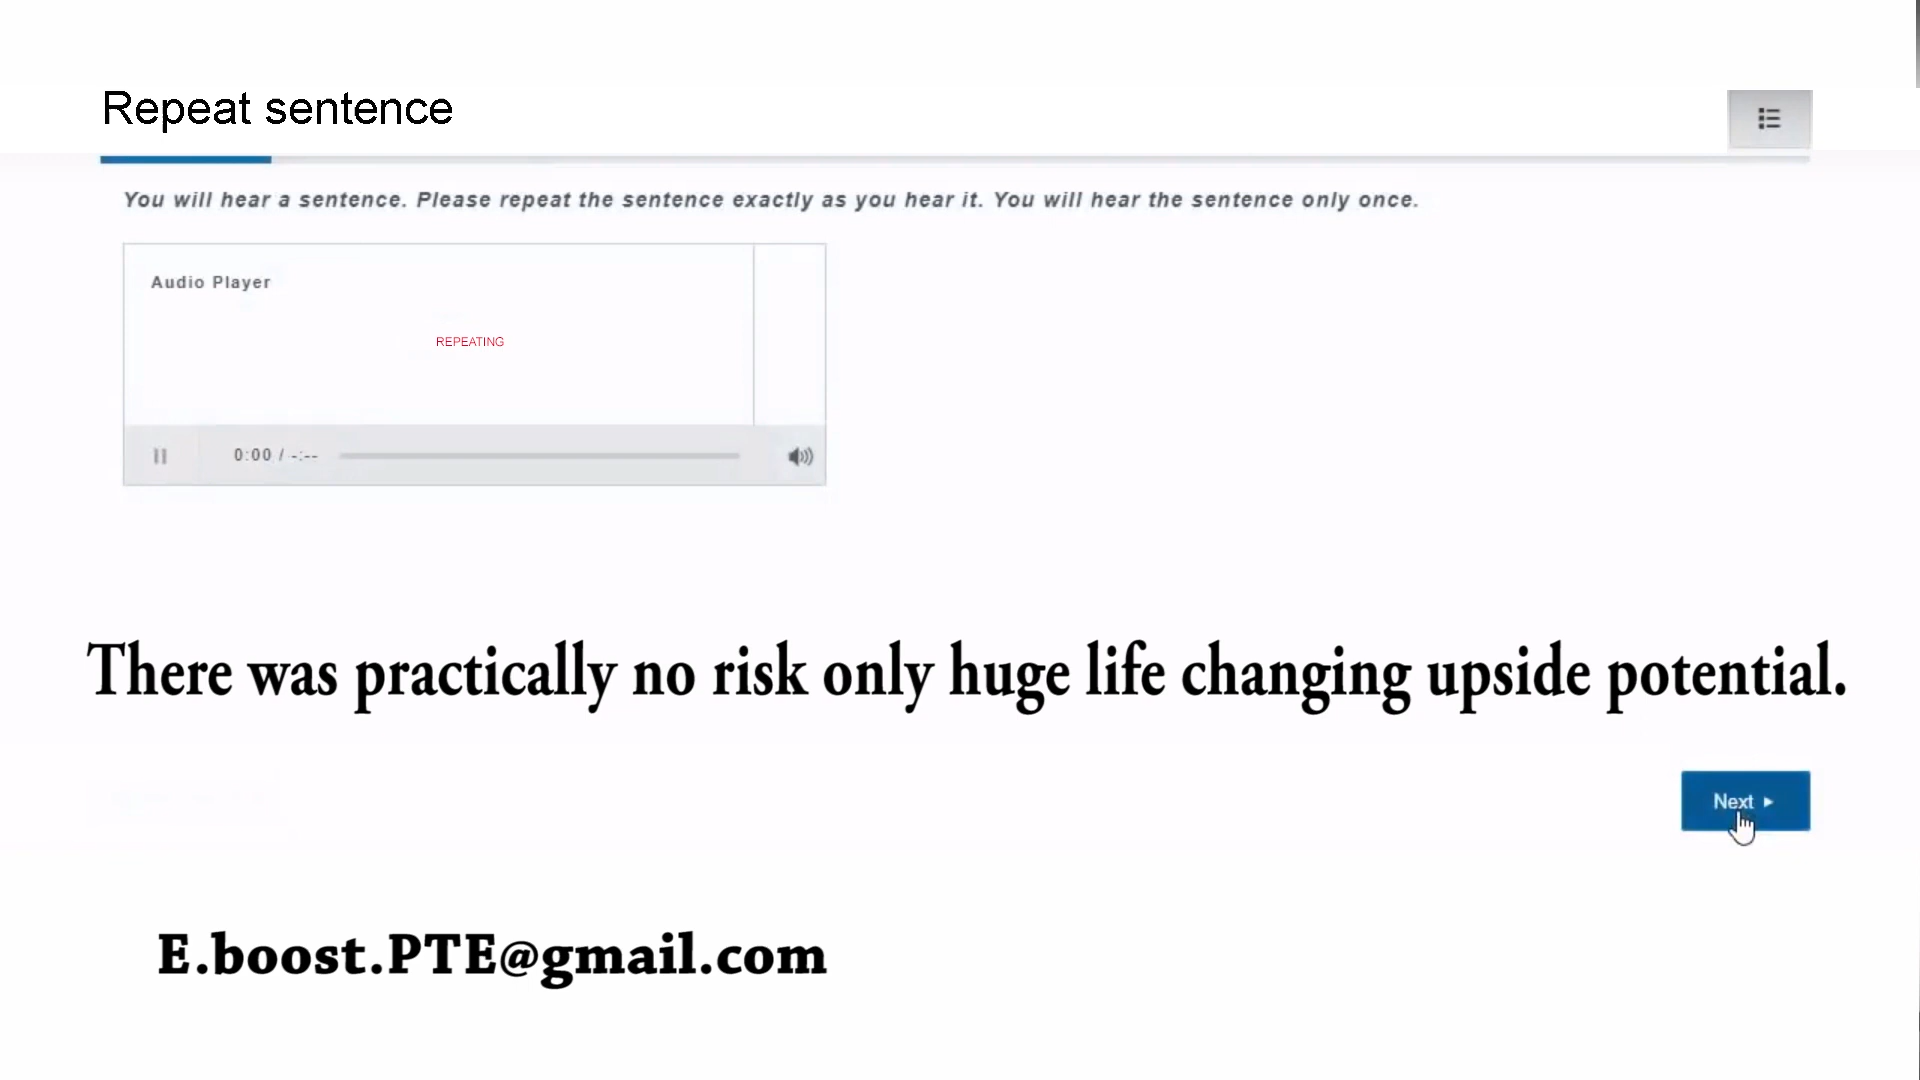 Repeat sentence
You will hear a sentence. Please repeat the sentence exactly as you hear it. You will hear the sentence only once.
Audio Player
REPEATING
0:00 / -:--
There was practically no risk only huge life changing upside potential.
Next
E.boost.PTE@gmail.com